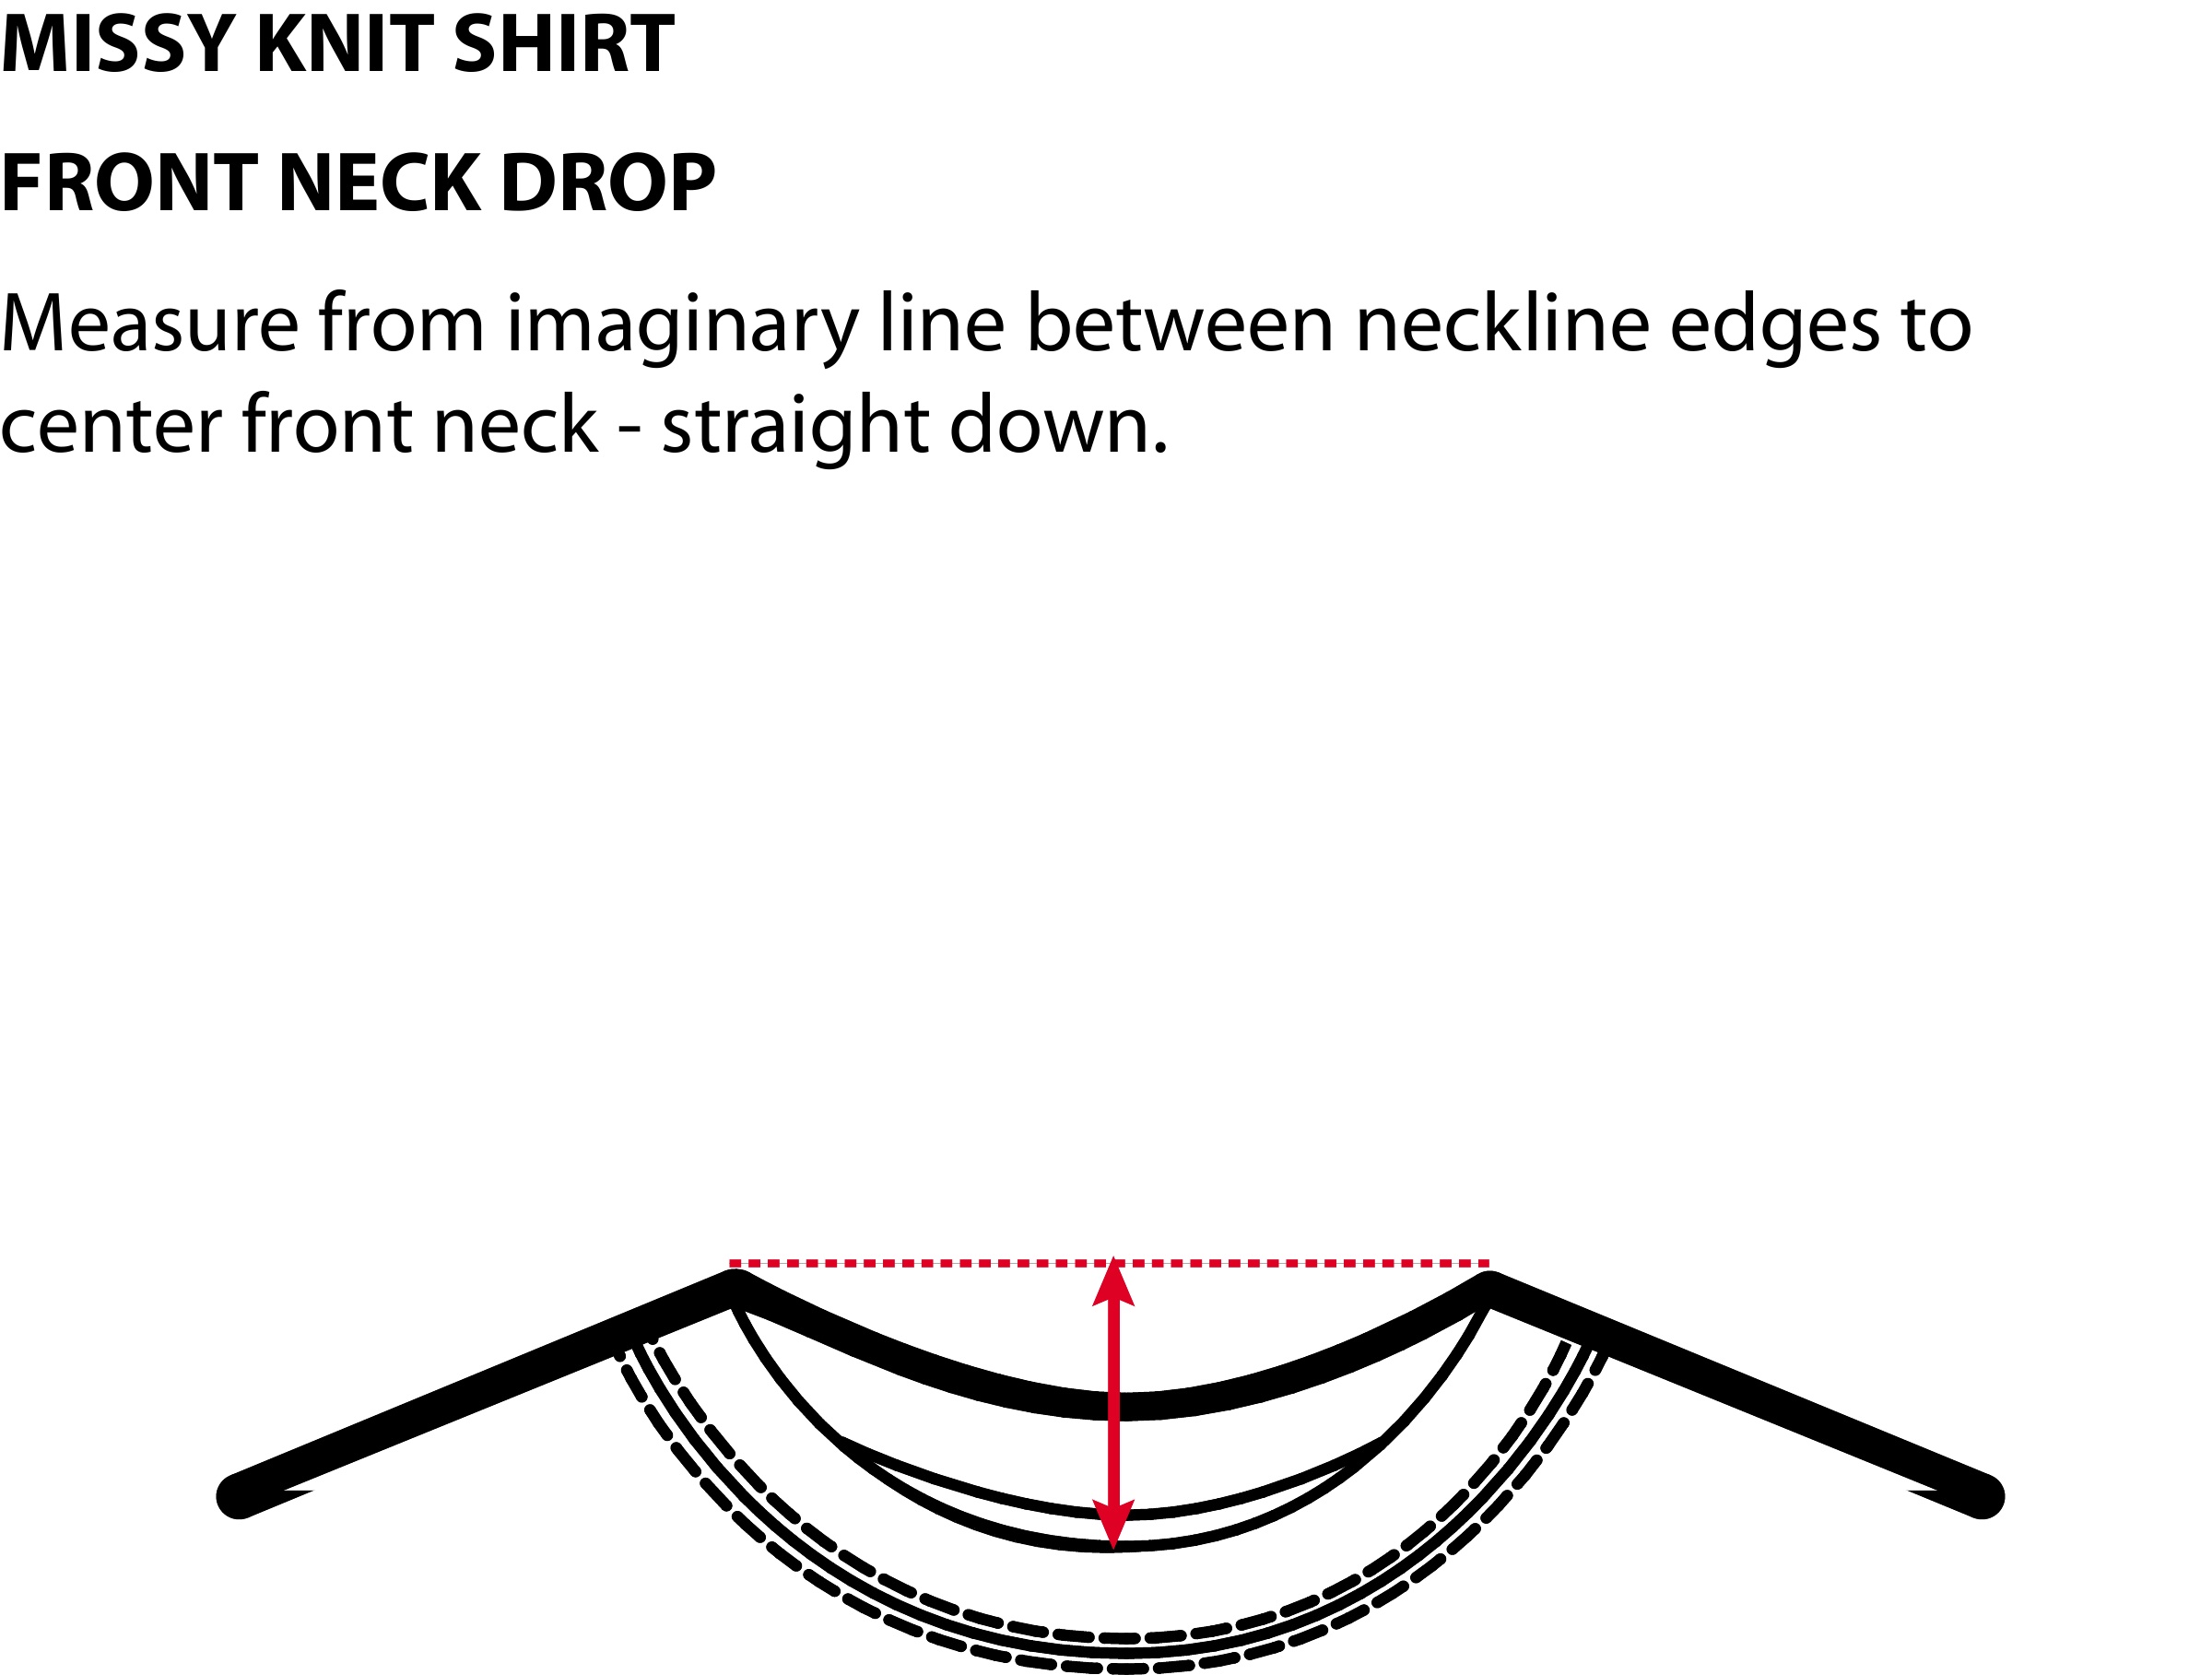 MISSY KNIT SHIRT
FRONT NECK DROP
Measure from imaginary line between neckline edges to
center front neck - straight down.